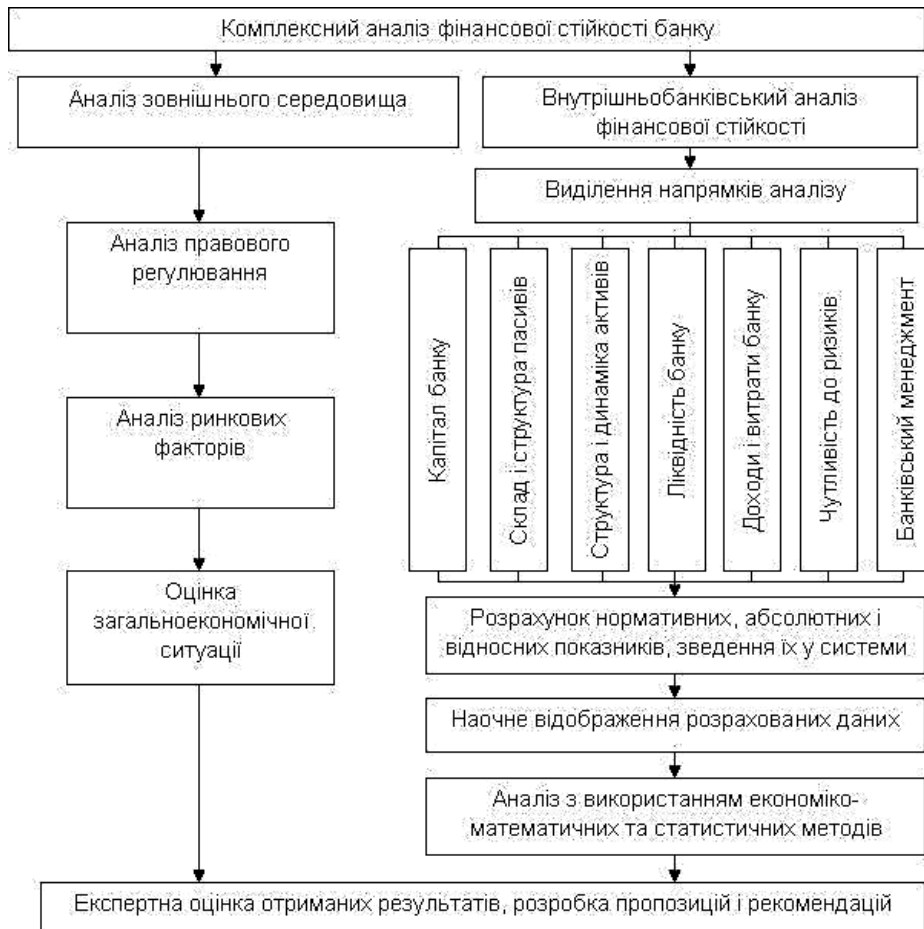 Комплексний аналіз фінансової стійкості банку
Аналіз зовнішнього середовища
Внутрішньобанківський аналіз
фінансової стійкості
Виділення напрямків аналізу
Аналіз правового
регулювання
Аналіз ринкових
факторів
Оцінка
загальноекономічної
ситуації
Капітал банку
Склад і структура пасивів
Структура і динаміка активів
Ліквідність банку
Доходи і витрати банку
Чутливість до ризиків
Банківський менеджмент
Розрахунок нормативних, абсолютних і
відносних показників, зведення їх у системи
Наочне відображення розрахованих даних
Аналіз з використанням економіко-
математичних та статистичних методів
Експертна оцінка отриманих результатів, розробка пропозицій і рекомендацій